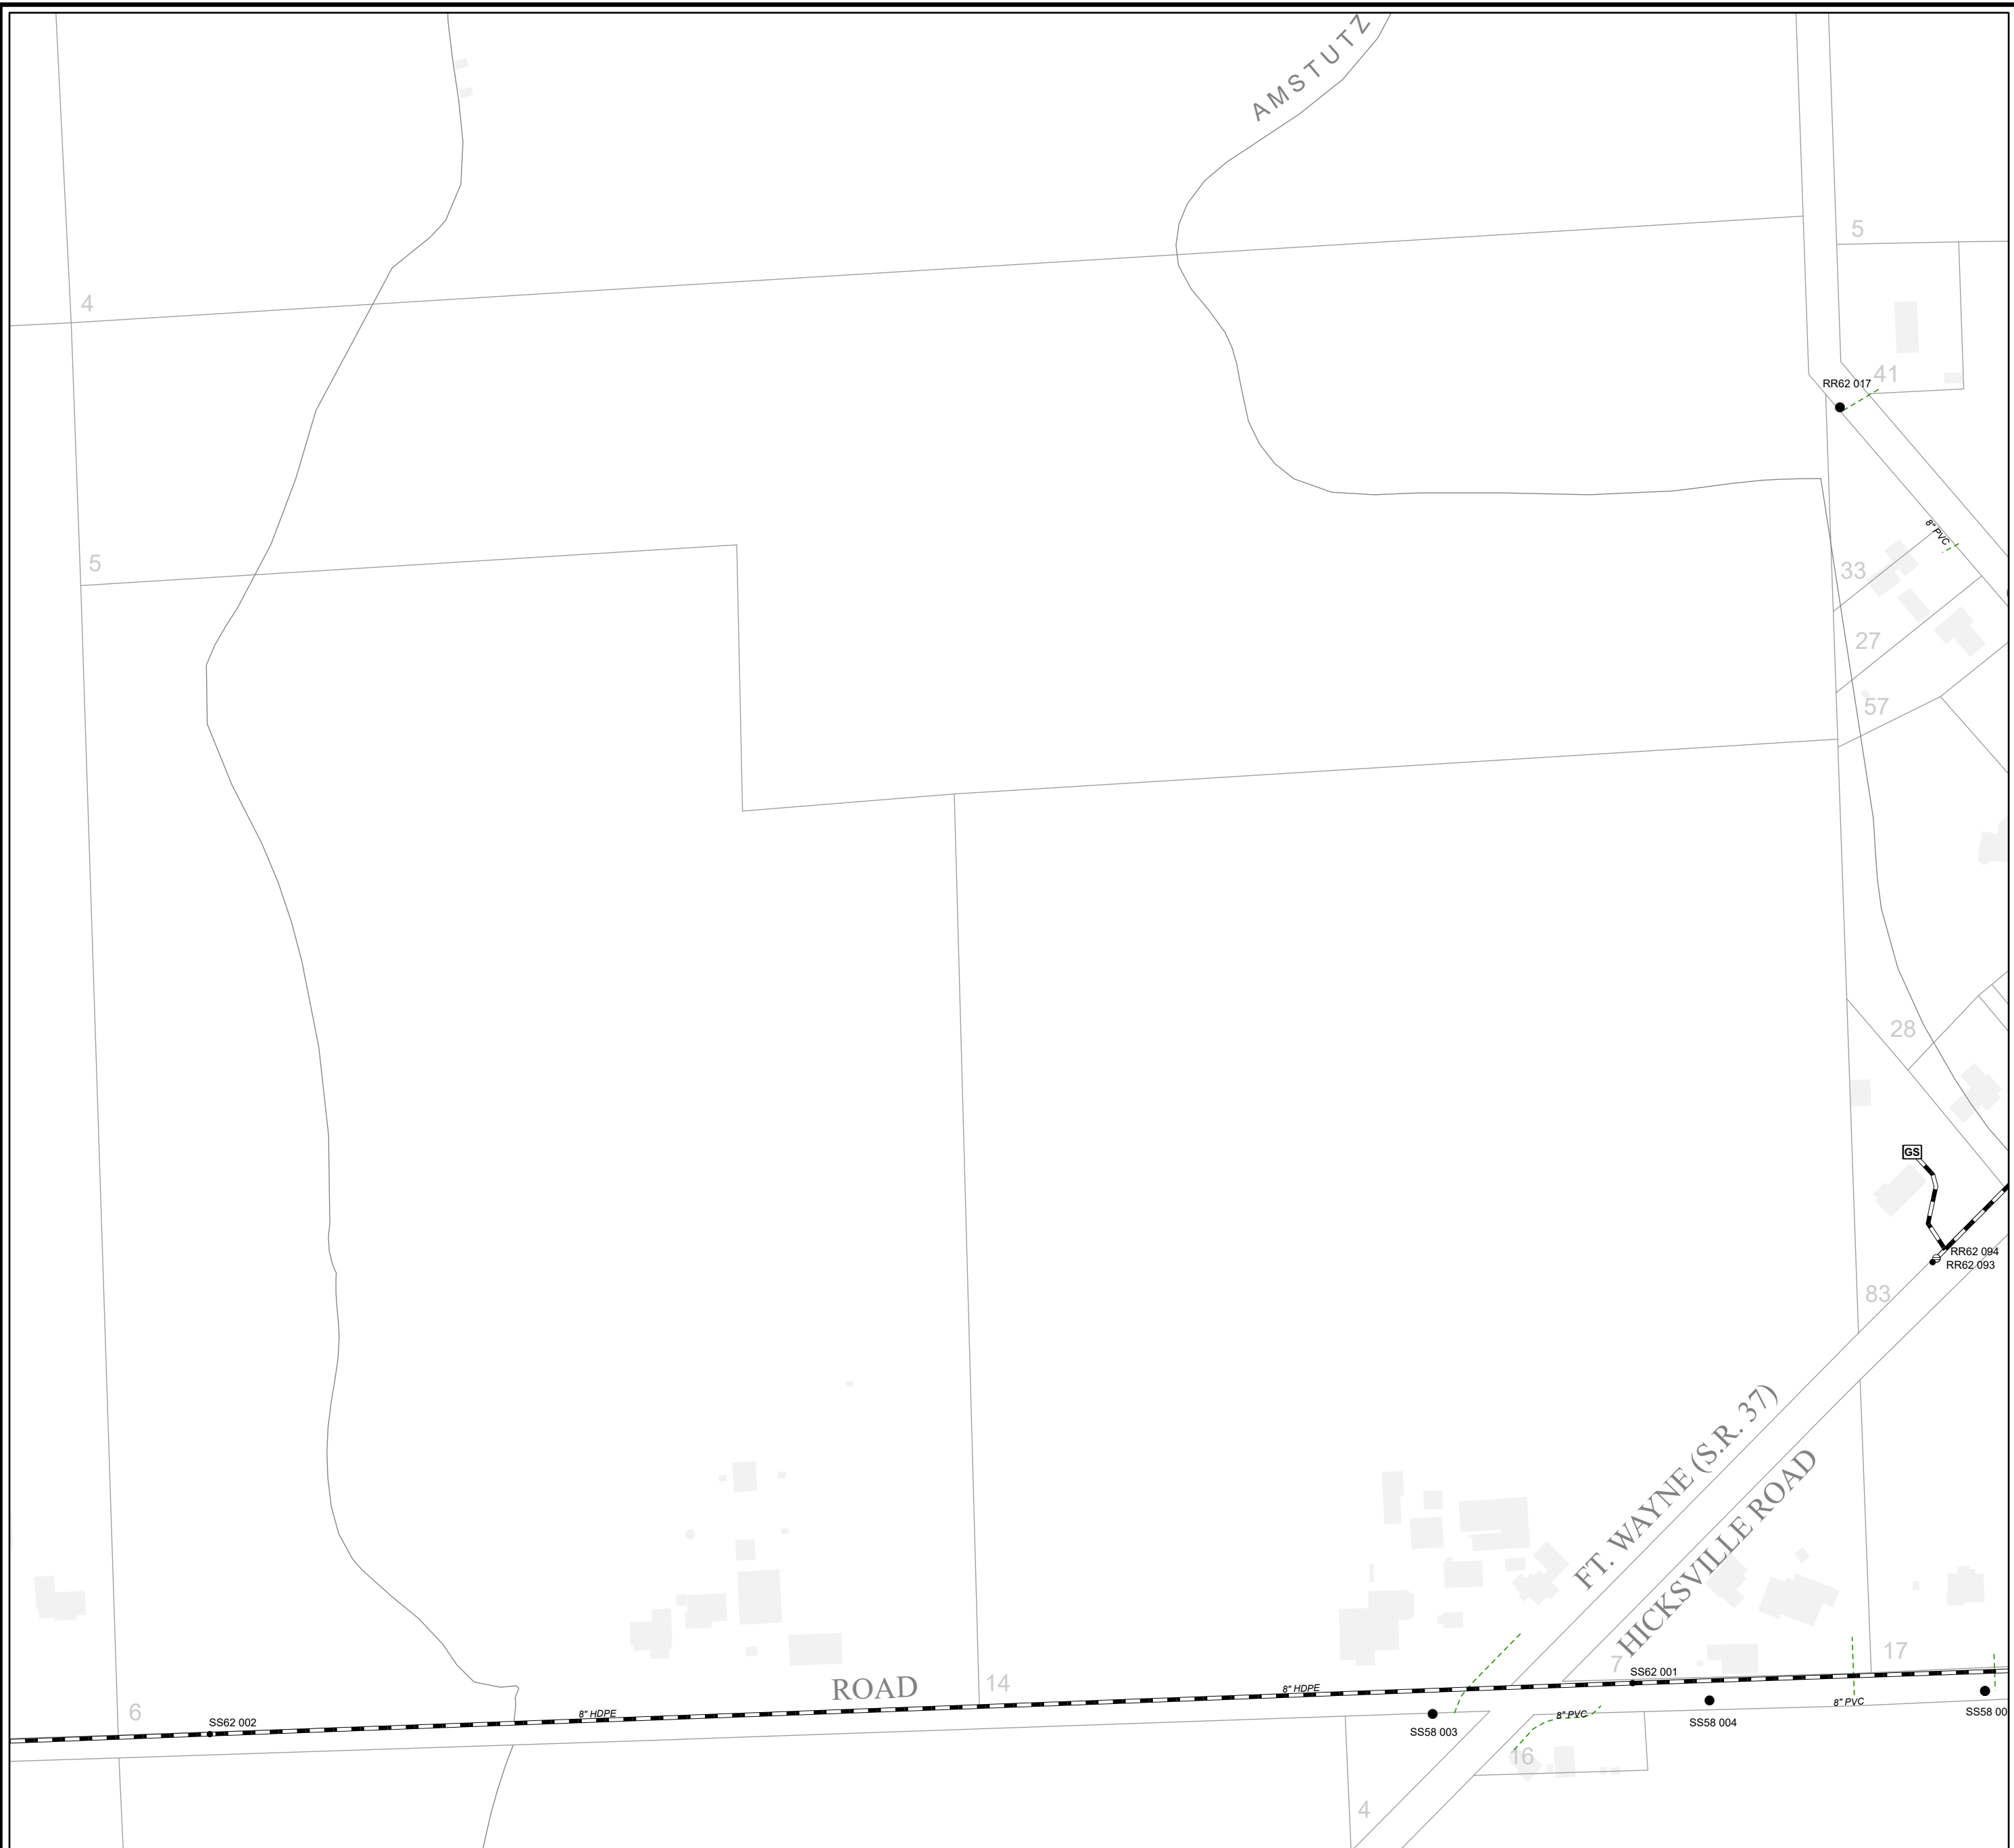 AMSTUTZ
5
4
41
RR62 017
8" PVC
5
33
27
57
28
GS
RR62 094
RR62 093
83
FT. WAYNE (S.R. 37)
HICKSVILLE ROAD
17
7
SS62 001
14
ROAD
8" HDPE
8" HDPE
6
SS62 002
8" PVC
8" PVC
SS58 003
SS58 004
SS58 00
16
4